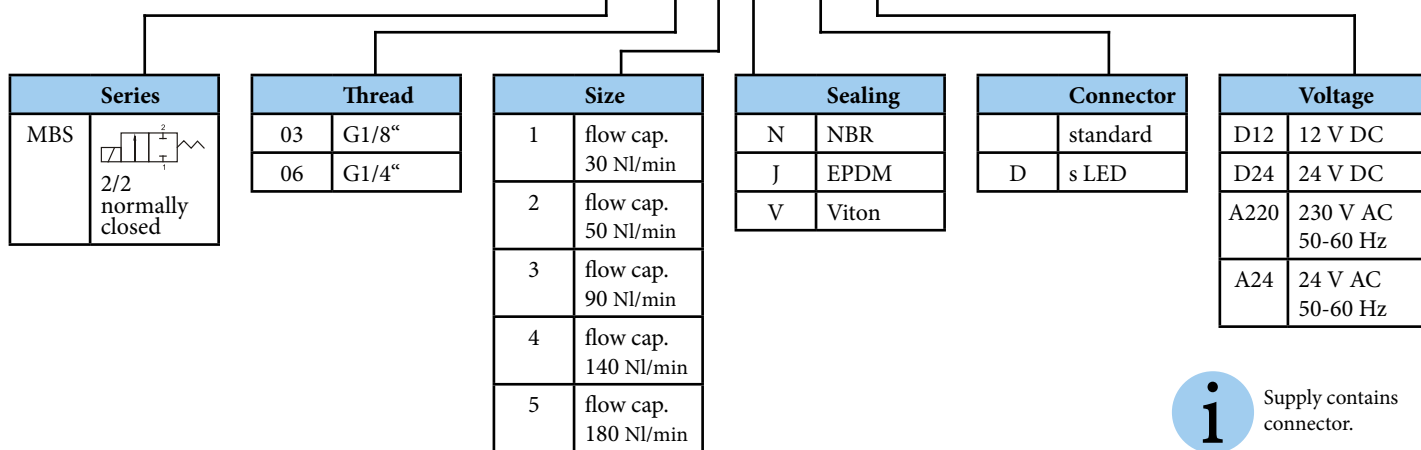 Series
MBS
2
1
2/2
normally
closed
Thread
03 G1/8“
06 G1/4“
Size
1 flow cap.
30 Nl/min
2 flow cap.
50 Nl/min
3 flow cap.
90 Nl/min
4 flow cap.
140 Nl/min
5 flow cap.
180 Nl/min
Sealing
N NBR
J EPDM
V Viton
Connector
standard
D s LED
Voltage
D12 12 V DC
D24 24 V DC
A220 230 V AC
50-60 Hz
A24 24 V AC
50-60 Hz
i
Supply contains
connector.